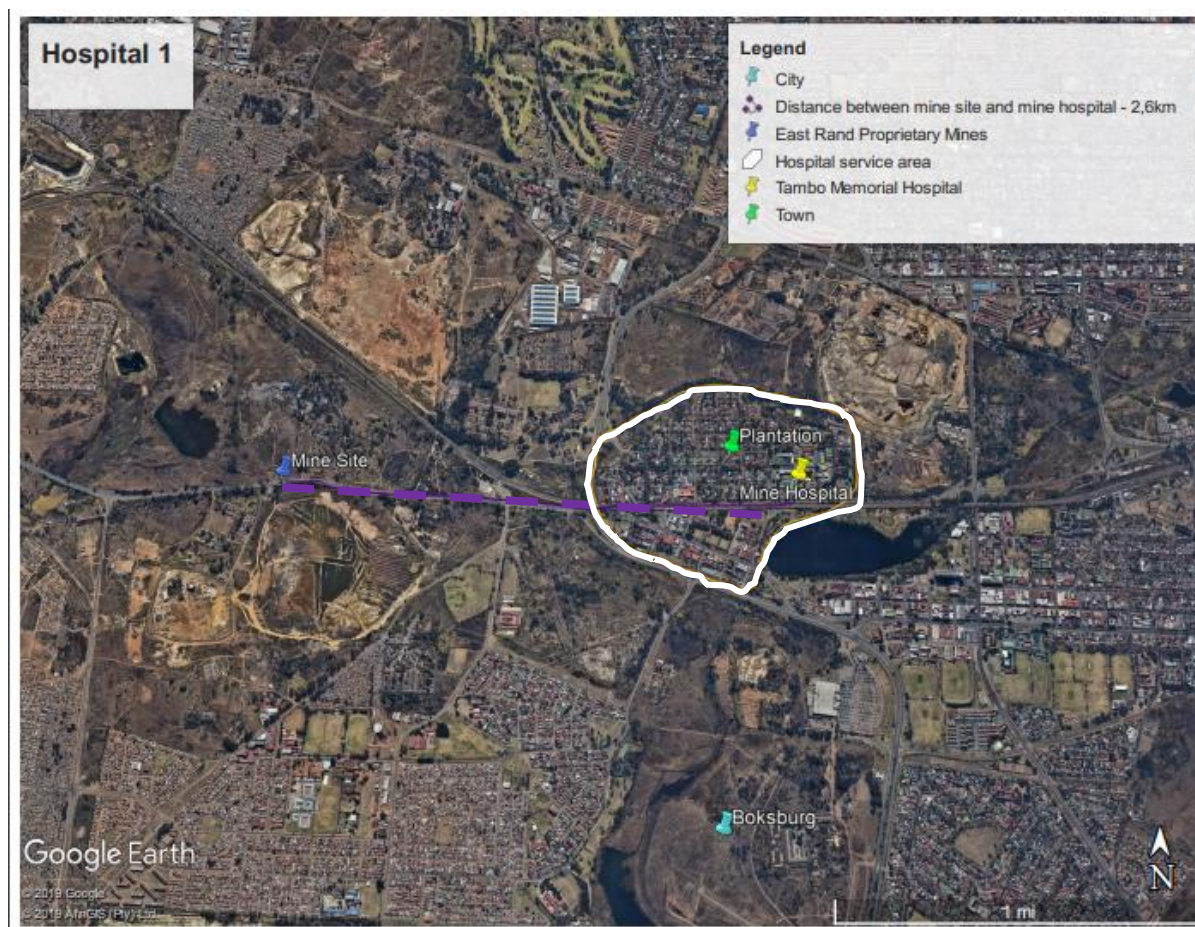 Hospital 1
Legend
City
Distance between mine site and mine hospital - 2,6km
East Rand Proprietary Mines
Hospital service area
Tambo Memorial Hospital
Town
Plantation
Mine Site
Mine Hospital
Boksburg
Google Earth
© 2019 Google
© 2019 AfriGIS (Pty) Ltd.
N
1 mi